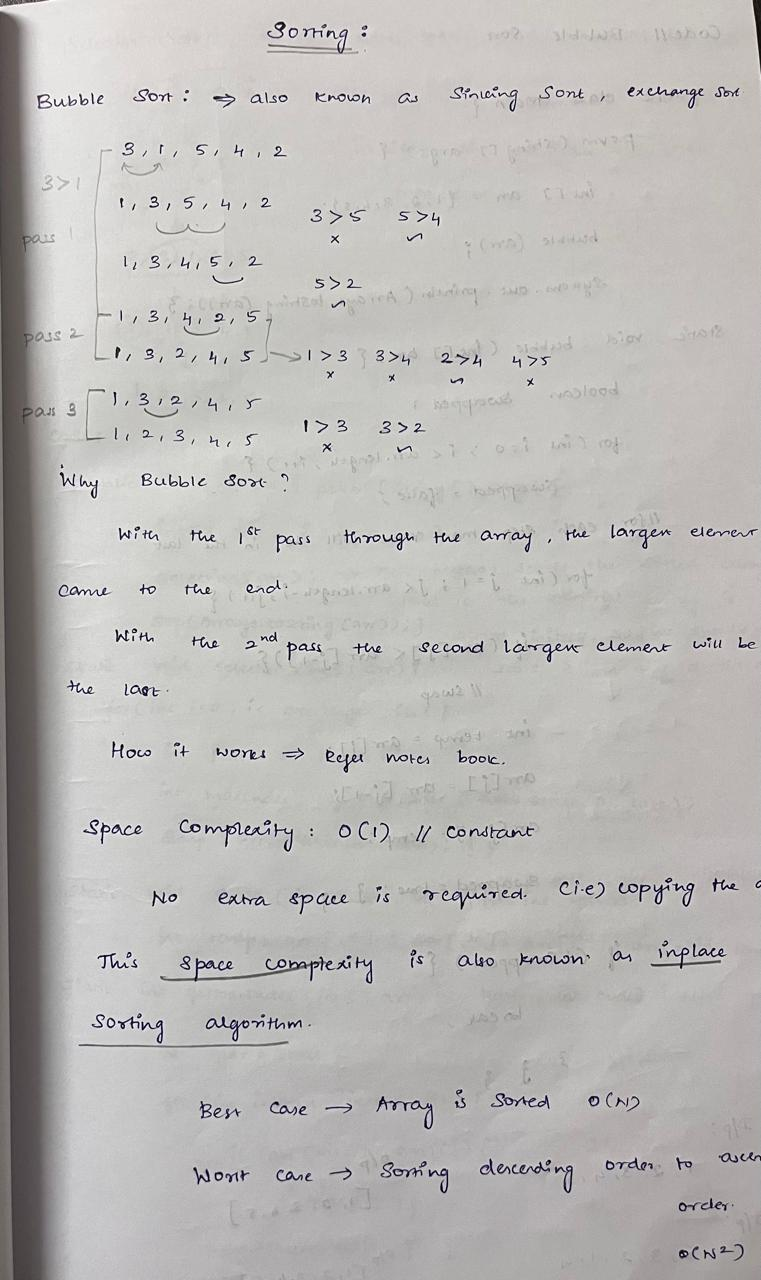 Sorting :
Bubble Sort : ⇒ also known as Sinking Sort, exchange Sort
3, 1, 5, 4, 2
3>1
1, 3, 5, 4, 2 3>5 5>4
pass 1 x ✓
1, 3, 4, 5, 2
5>2
✓
1, 3, 4, 2, 5
pass 2
1, 3, 2, 4, 5 → 1>3 3>4 2>4 4>5
x x ✓ x
1, 3, 2, 4, 5
pass 3
1, 2, 3, 4, 5 1>3 3>2
x ✓
Why Bubble Sort ?
With the 1st pass through the array, the largest element
came to the end.
With the 2nd pass the second largest element will be
the last.
How it works ⇒ Refer notes book.
Space Complexity : O(1) // constant
No extra space is required. (i.e) copying the
This space complexity is also known as inplace
Sorting algorithm.
Best case → Array is Sorted O(N)
Worst case → Sorting descending order to
order.
O(N²)